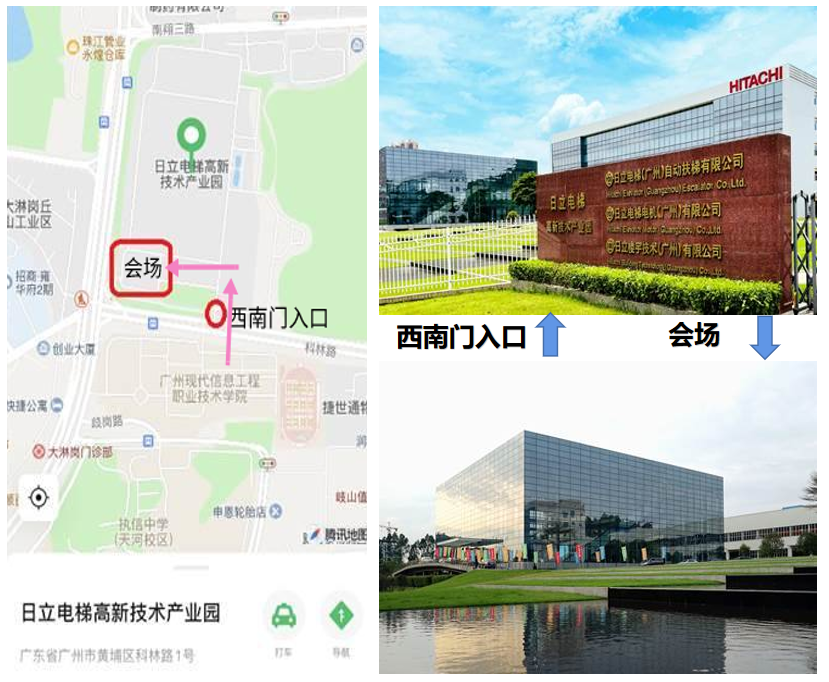 南翔三路
珠江管业
永煌仓库
日立电梯高新
技术产业园
大淋岗丘
山工业区
会场
招商·雍
华府2期
西南门入口
创业大厦
科林路
广州现代信息工程
职业技术学院
快捷公寓
捷世通物
岐岗路
大淋岗门诊部
岐山值
申恩轮胎店
执信中学
(天河校区)
腾讯地图
日立电梯高新技术产业园
广东省广州市黄埔区科林路1号
打车
导航
HITACHI
日立电梯
高新技术产业园
日立电梯(广州)自动扶梯有限公司
Hitachi Elevator (Guangzhou) Escalator Co., Ltd.
日立电梯电机(广州)有限公司
Hitachi Elevator Motor (Guangzhou) Co., Ltd.
日立楼宇技术(广州)有限公司
西南门入口
会场